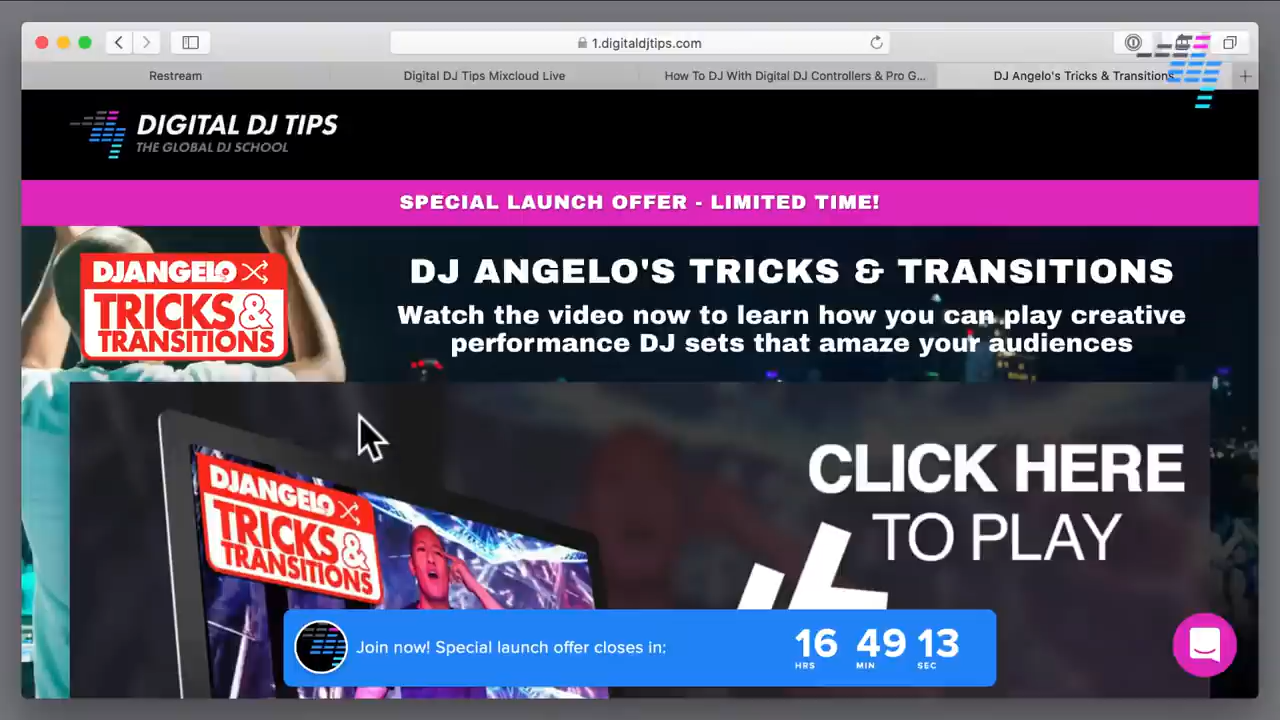 1.digitaldjtips.com
Restream
Digital DJ Tips Mixcloud Live
How To DJ With Digital DJ Controllers & Pro G...
DJ Angelo's Tricks & Transitions
DIGITAL DJ TIPS
THE GLOBAL DJ SCHOOL
SPECIAL LAUNCH OFFER - LIMITED TIME!
DJANGELO
TRICKS &
TRANSITIONS
DJ ANGELO'S TRICKS & TRANSITIONS
Watch the video now to learn how you can play creative
performance DJ sets that amaze your audiences
DJANGELO
TRICKS &
TRANSITIONS
CLICK HERE
TO PLAY
Join now! Special launch offer closes in:
16 49 13
HRS MIN SEC